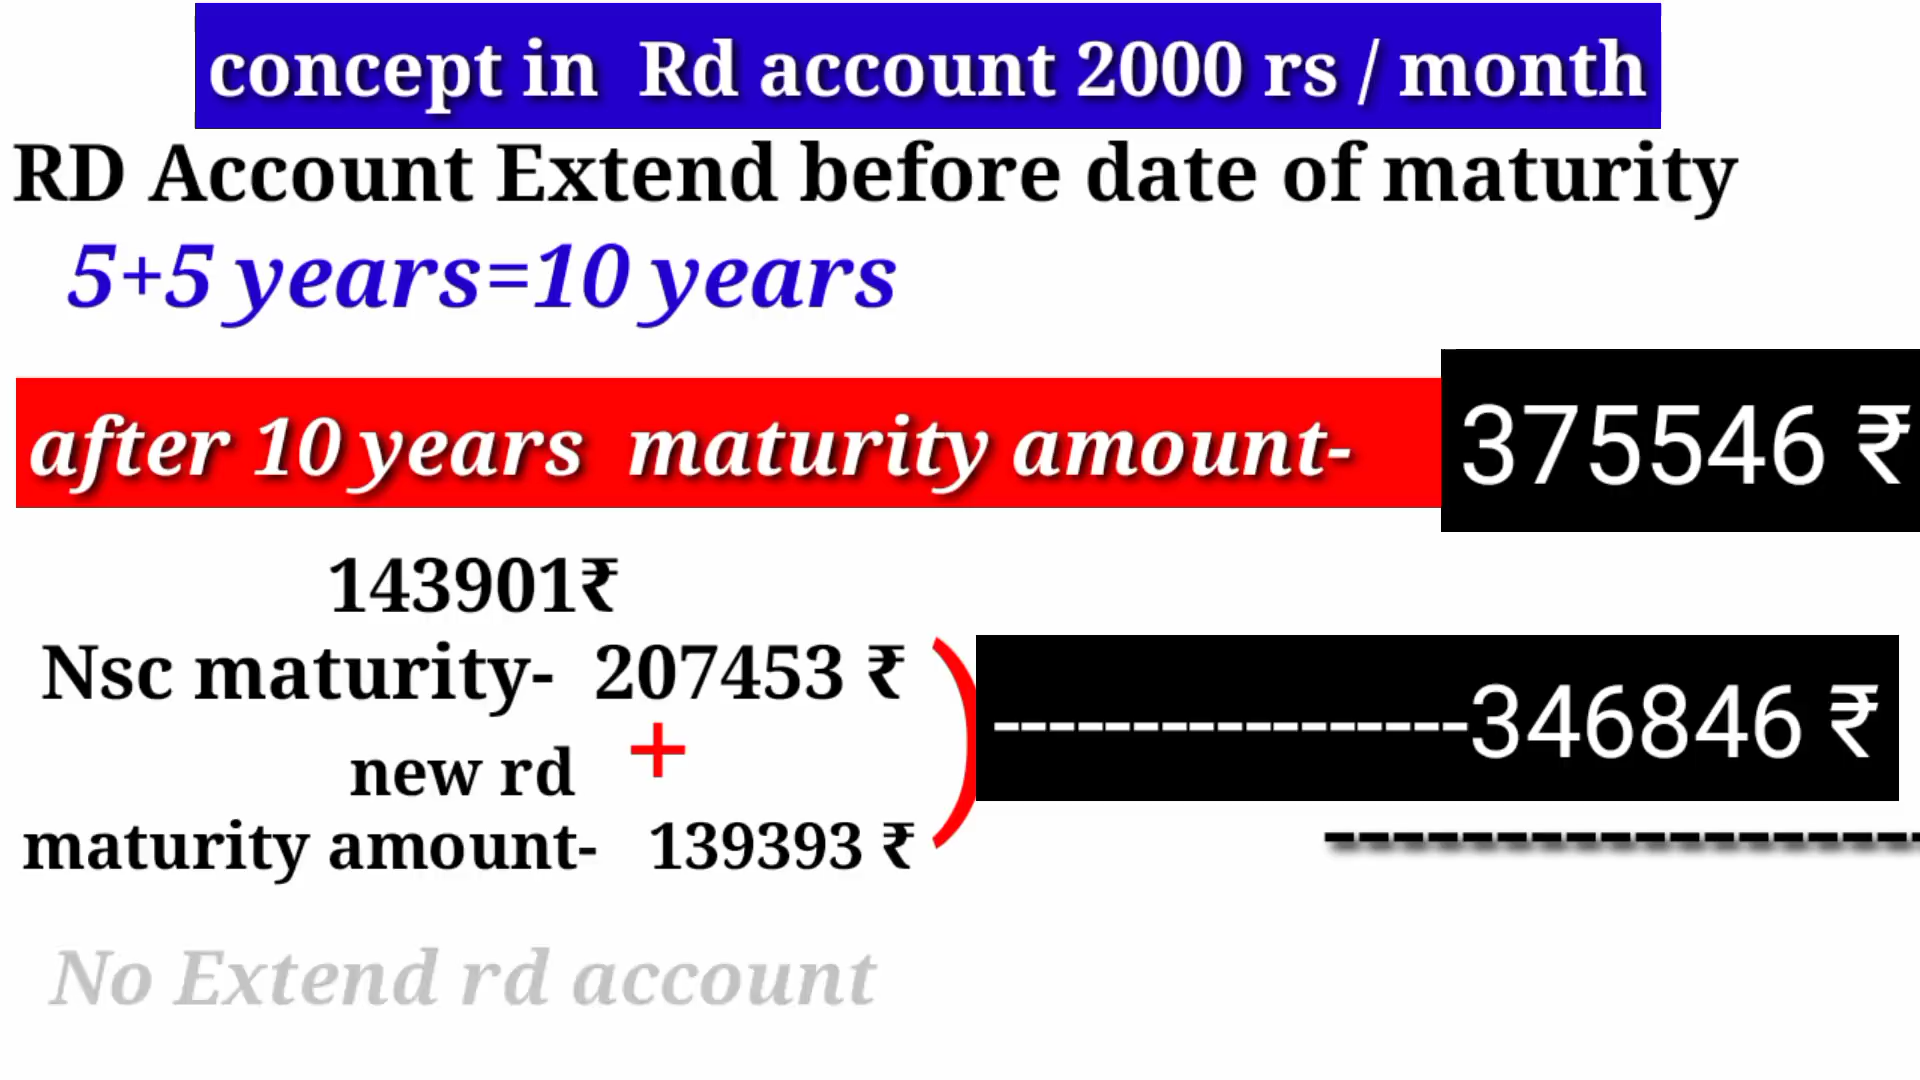 concept in Rd account 2000 rs / month
RD Account Extend before date of maturity
5+5 years=10 years
after 10 years maturity amount- 375546 ₹
143901₹
Nsc maturity- 207453 ₹
+
new rd
maturity amount- 139393 ₹
-----------------346846 ₹
-----------------
No Extend rd account